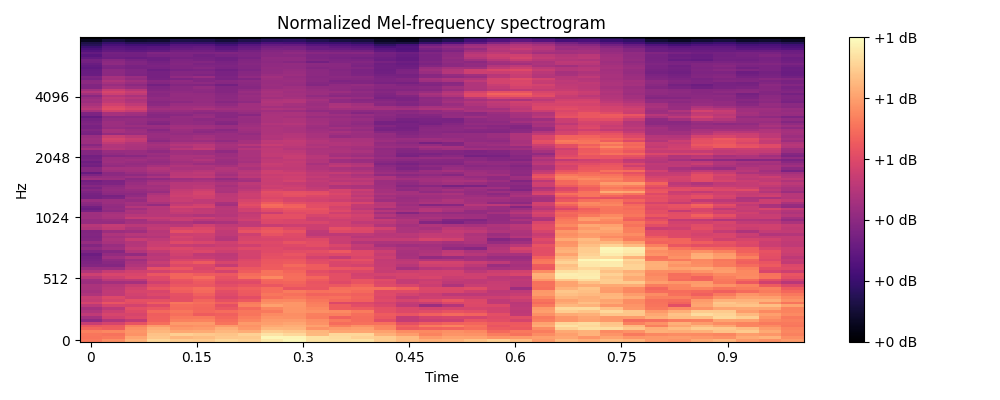 Normalized Mel-frequency spectrogram
Hz
4096
2048
1024
512
0
0 0.15 0.3 0.45 0.6 0.75 0.9
Time
+1 dB
+1 dB
+1 dB
+0 dB
+0 dB
+0 dB